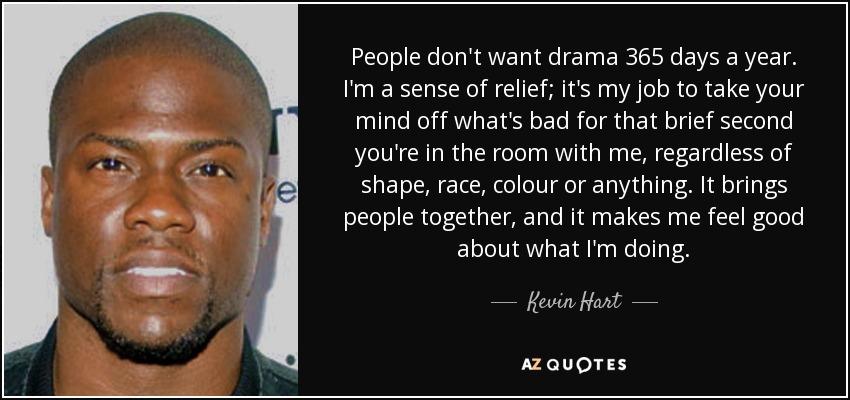 People don't want drama 365 days a year.
I'm a sense of relief; it's my job to take your
mind off what's bad for that brief second
you're in the room with me, regardless of
shape, race, colour or anything. It brings
people together, and it makes me feel good
about what I'm doing.
Kevin Hart
AZ QUOTES